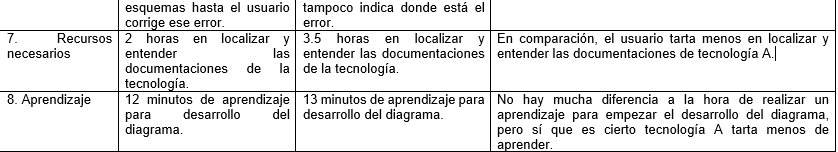 esquemas hasta el usuario
corrige ese error.
tampoco indica donde está el
error.
7. Recursos
necesarios
2 horas en localizar y
entender las
documentaciones de la
tecnología.
3.5 horas en localizar y
entender las documentaciones
de la tecnología.
En comparación, el usuario tarta menos en localizar y
entender las documentaciones de tecnología A.
8. Aprendizaje
12 minutos de aprendizaje
para desarrollo del
diagrama.
13 minutos de aprendizaje para
desarrollo del diagrama.
No hay mucha diferencia a la hora de realizar un
aprendizaje para empezar el desarrollo del diagrama,
pero sí que es cierto tecnología A tarta menos de
aprender.